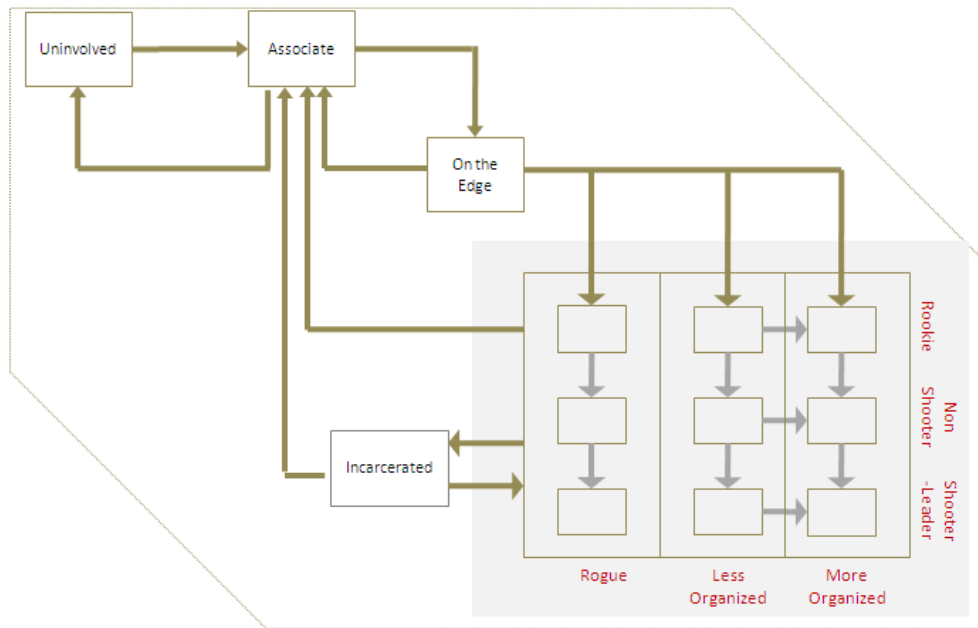 Uninvolved
Associate
On the
Edge
Rookie
Non
Shooter
Incarcerated
Shooter
-Leader
Rogue
Less
Organized
More
Organized